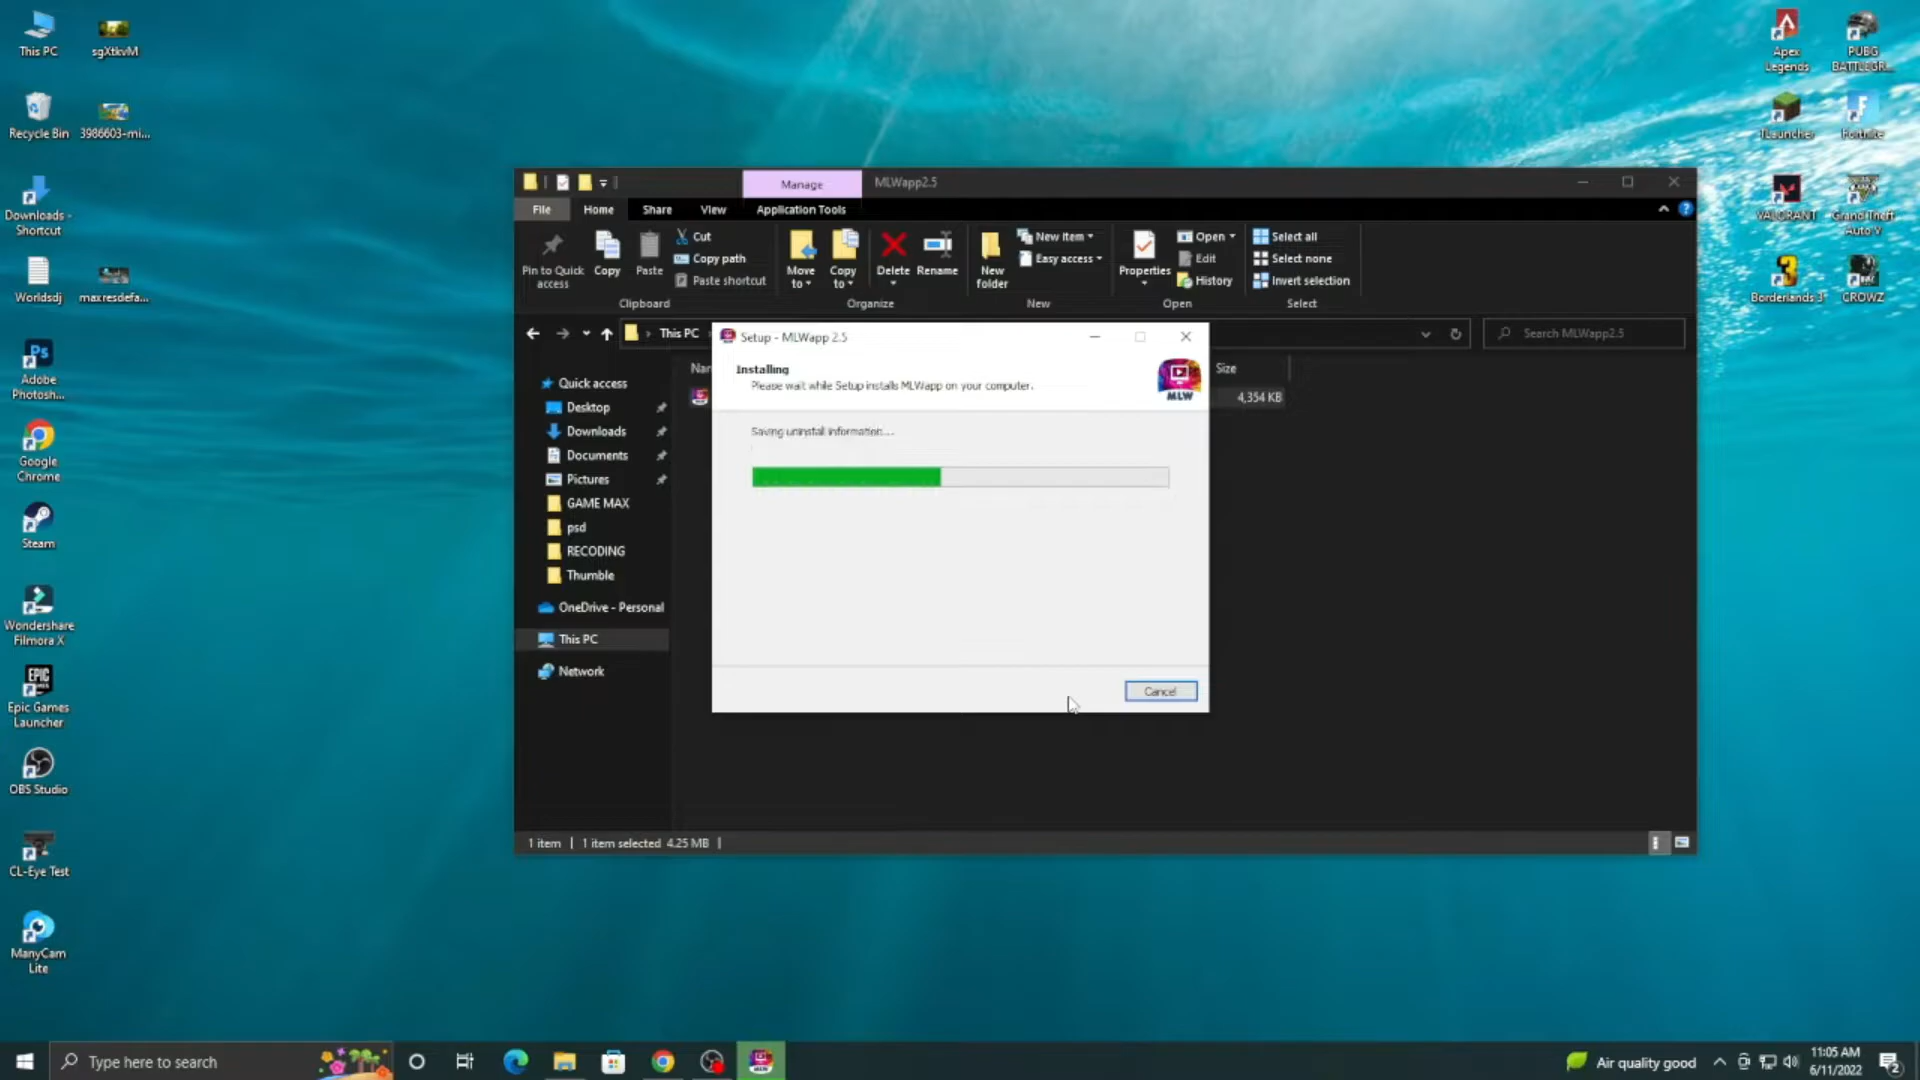 This PC
sgXtkvM
Recycle Bin
3986603-mi...
Downloads -
Shortcut
Worldsdj
maxresdefa...
Adobe
Photosh...
Google
Chrome
Steam
Wondershare
Filmora X
Epic Games
Launcher
OBS Studio
CL-Eye Test
ManyCam
Lite
Apex
Legends
PUBG
BATTLEGR...
TLauncher
Fortnite
VALORANT
Grand Theft
Auto V
Borderlands 3
CROWZ
Manage
MLWapp2.5
File
Home
Share
View
Application Tools
Pin to Quick
access
Copy
Paste
Cut
Copy path
Paste shortcut
Clipboard
Move
to
Copy
to
Delete
Rename
Organize
New
folder
New item
Easy access
New
Properties
Open
Edit
History
Open
Select all
Select none
Invert selection
Select
This PC
Search MLWapp2.5
Size
4,354 KB
Quick access
Desktop
Downloads
Documents
Pictures
GAME MAX
psd
RECODING
Thumble
OneDrive - Personal
This PC
Network
Setup - MLWapp 2.5
Installing
Please wait while Setup installs MLWapp on your computer.
MLW
Saving uninstall information...
Cancel
1 item
1 item selected 4.25 MB
Type here to search
Air quality good
11:05 AM
6/11/2022
2